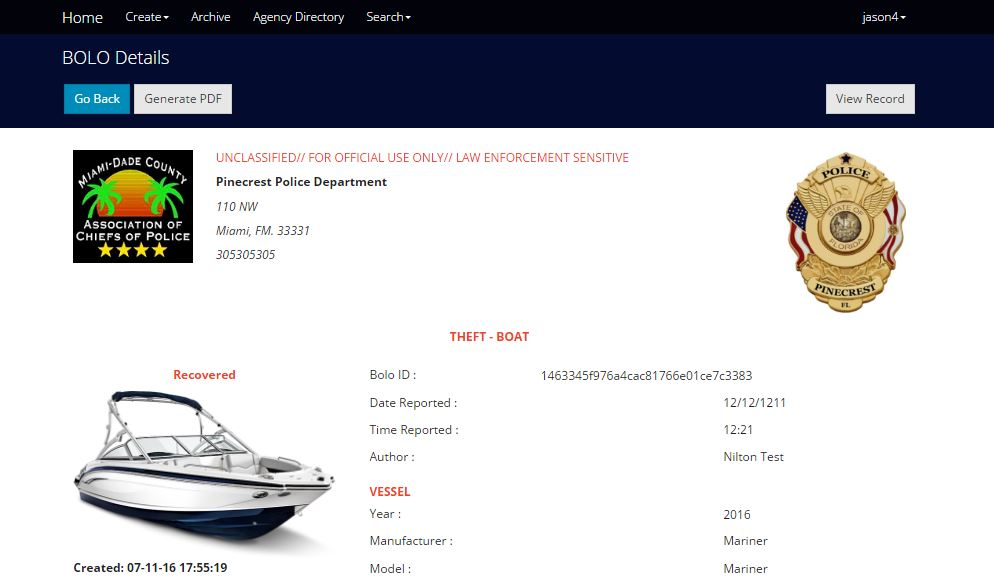 Home Create Archive Agency Directory Search jason4
BOLO Details
Go Back Generate PDF View Record
MIAMI-DADE COUNTY
ASSOCIATION OF
CHIEFS OF POLICE
UNCLASSIFIED// FOR OFFICIAL USE ONLY// LAW ENFORCEMENT SENSITIVE
Pinecrest Police Department
110 NW
Miami, FM. 33331
305305305
POLICE
STATE OF
FLORIDA
PINECREST
FL
THEFT - BOAT
Recovered
Bolo ID : 1463345f976a4cac81766e01ce7c3383
Date Reported : 12/12/1211
Time Reported : 12:21
Author : Nilton Test
VESSEL
Year : 2016
Manufacturer : Mariner
Model : Mariner
Created: 07-11-16 17:55:19